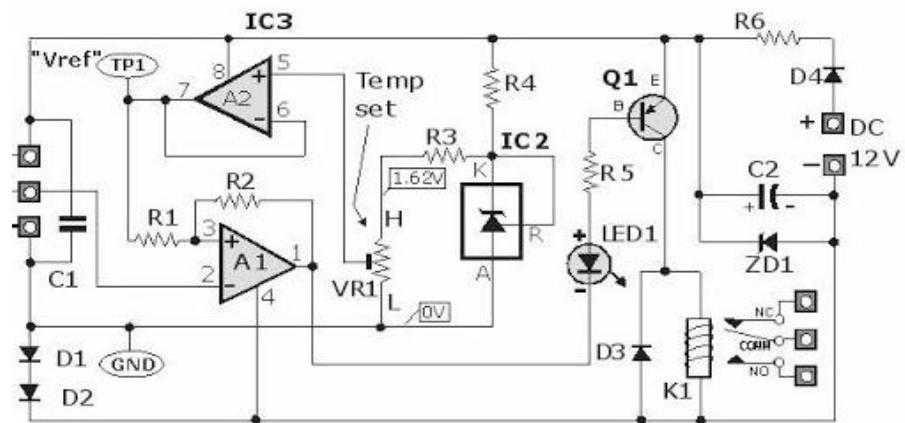 IC3
R6
"Vref"
TP1
8
5
+
7
A2
6
-
Temp
set
R4
Q1
E
B
C
D4
+
DC
-
12V
R3
IC2
1.62V
K
R
A
R5
C2
+
-
R2
R1
3
+
A1
1
2
-
4
H
VR1
L
0V
+
LED1
-
ZD1
C1
GND
D1
D2
D3
K1
NC
COMM
NO